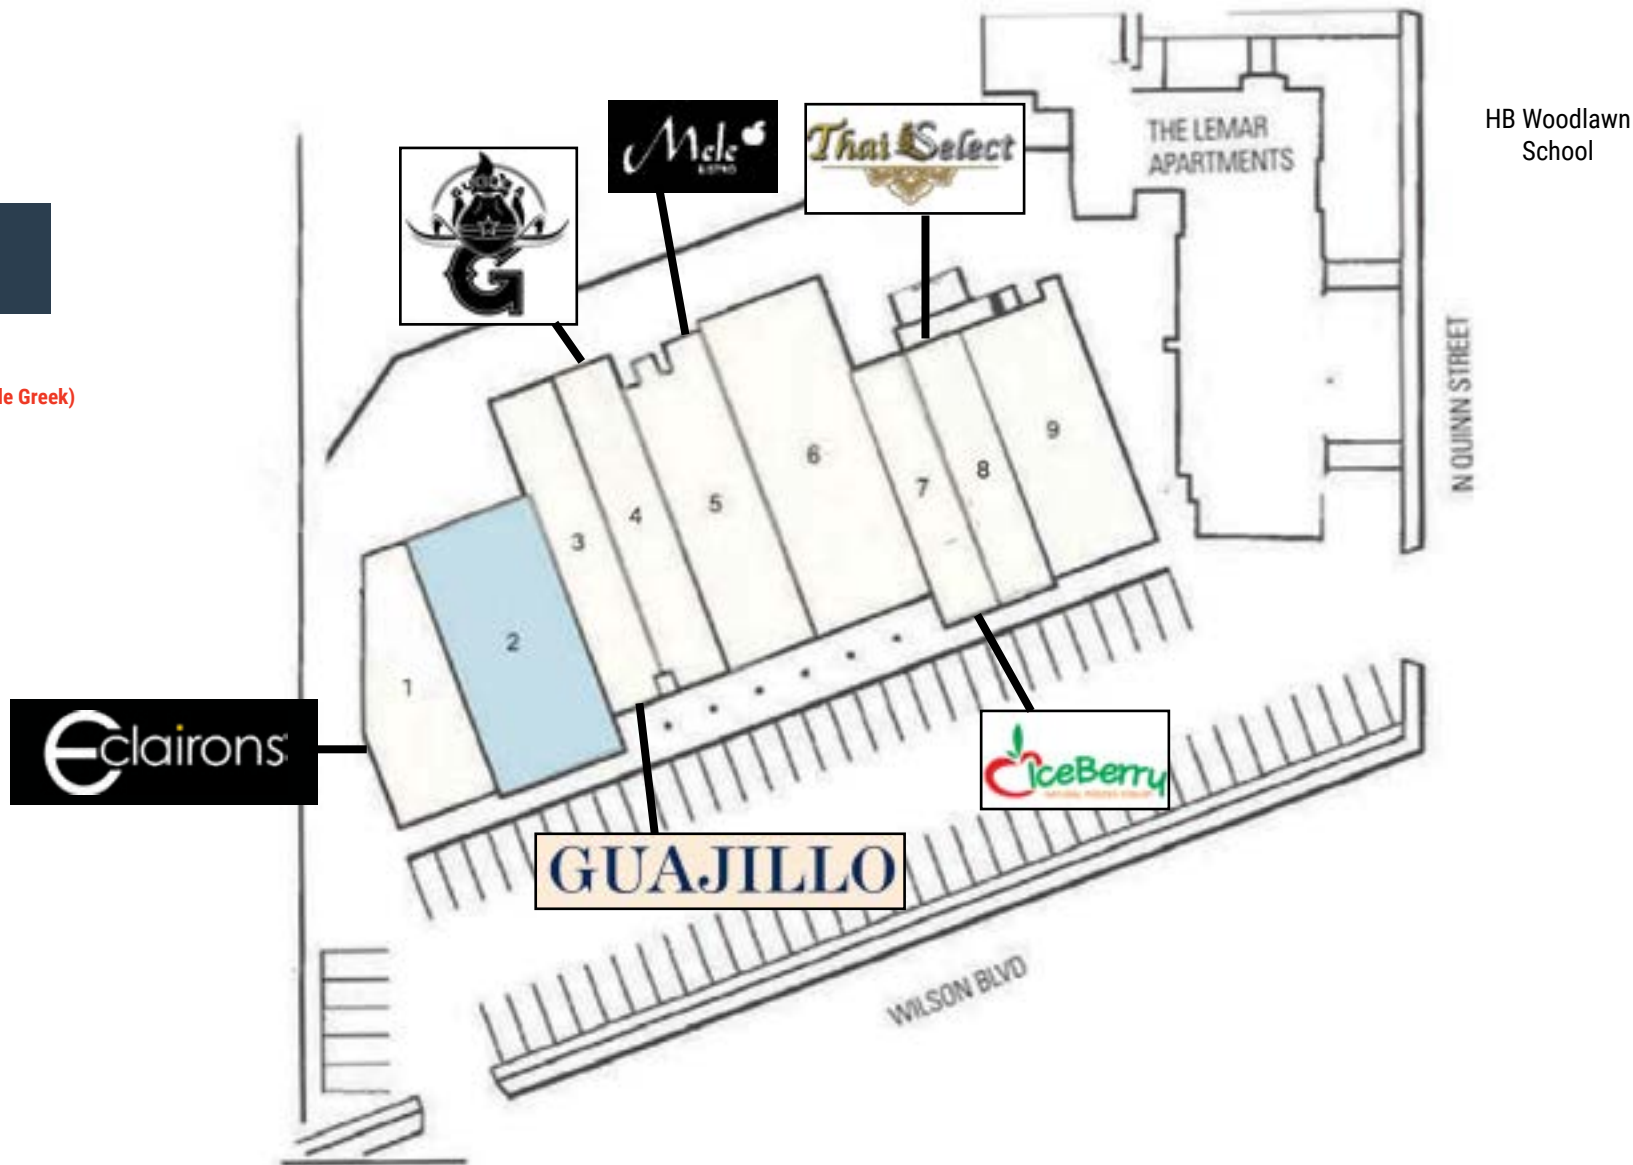 HB Woodlawn
School
THE LEMAR
APARTMENTS
Mele
BISTRO
Thai Select
G
N QUINN STREET
le Greek)
1
2
3
4
5
6
7
8
9
Eclairons
IceBerry
GUAJILLO
WILSON BLVD